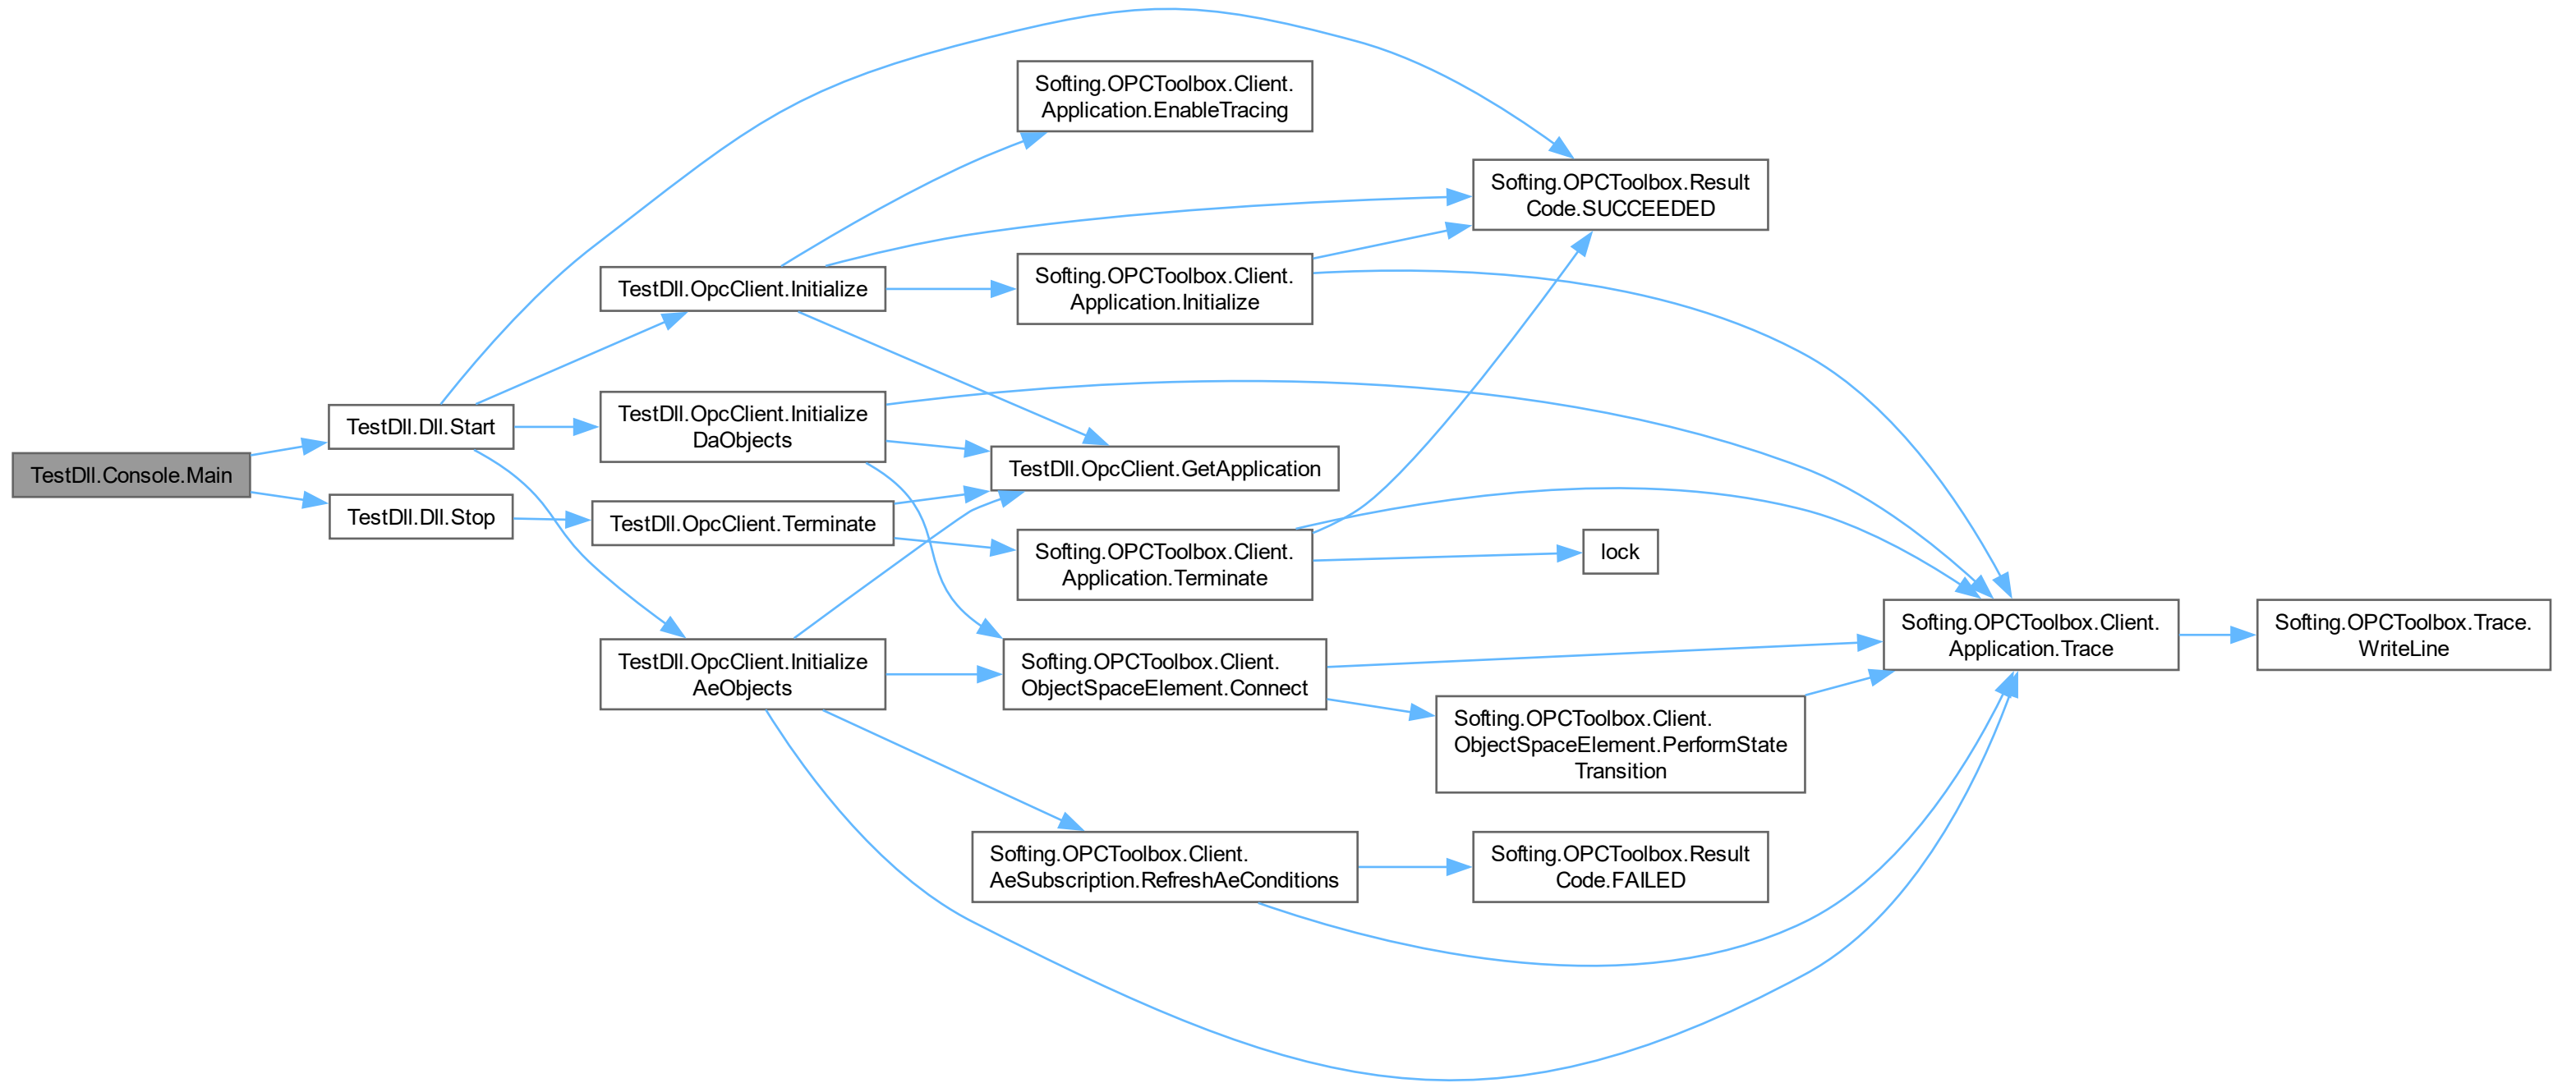 TestDll.Console.Main
TestDll.Dll.Start
TestDll.Dll.Stop
TestDll.OpcClient.Initialize
TestDll.OpcClient.Initialize
DaObjects
TestDll.OpcClient.Terminate
TestDll.OpcClient.Initialize
AeObjects
Softing.OPCToolbox.Client.
Application.EnableTracing
Softing.OPCToolbox.Client.
Application.Initialize
TestDll.OpcClient.GetApplication
Softing.OPCToolbox.Client.
Application.Terminate
Softing.OPCToolbox.Client.
ObjectSpaceElement.Connect
Softing.OPCToolbox.Client.
AeSubscription.RefreshAeConditions
Softing.OPCToolbox.Result
Code.SUCCEEDED
lock
Softing.OPCToolbox.Client.
ObjectSpaceElement.PerformState
Transition
Softing.OPCToolbox.Result
Code.FAILED
Softing.OPCToolbox.Client.
Application.Trace
Softing.OPCToolbox.Trace.
WriteLine